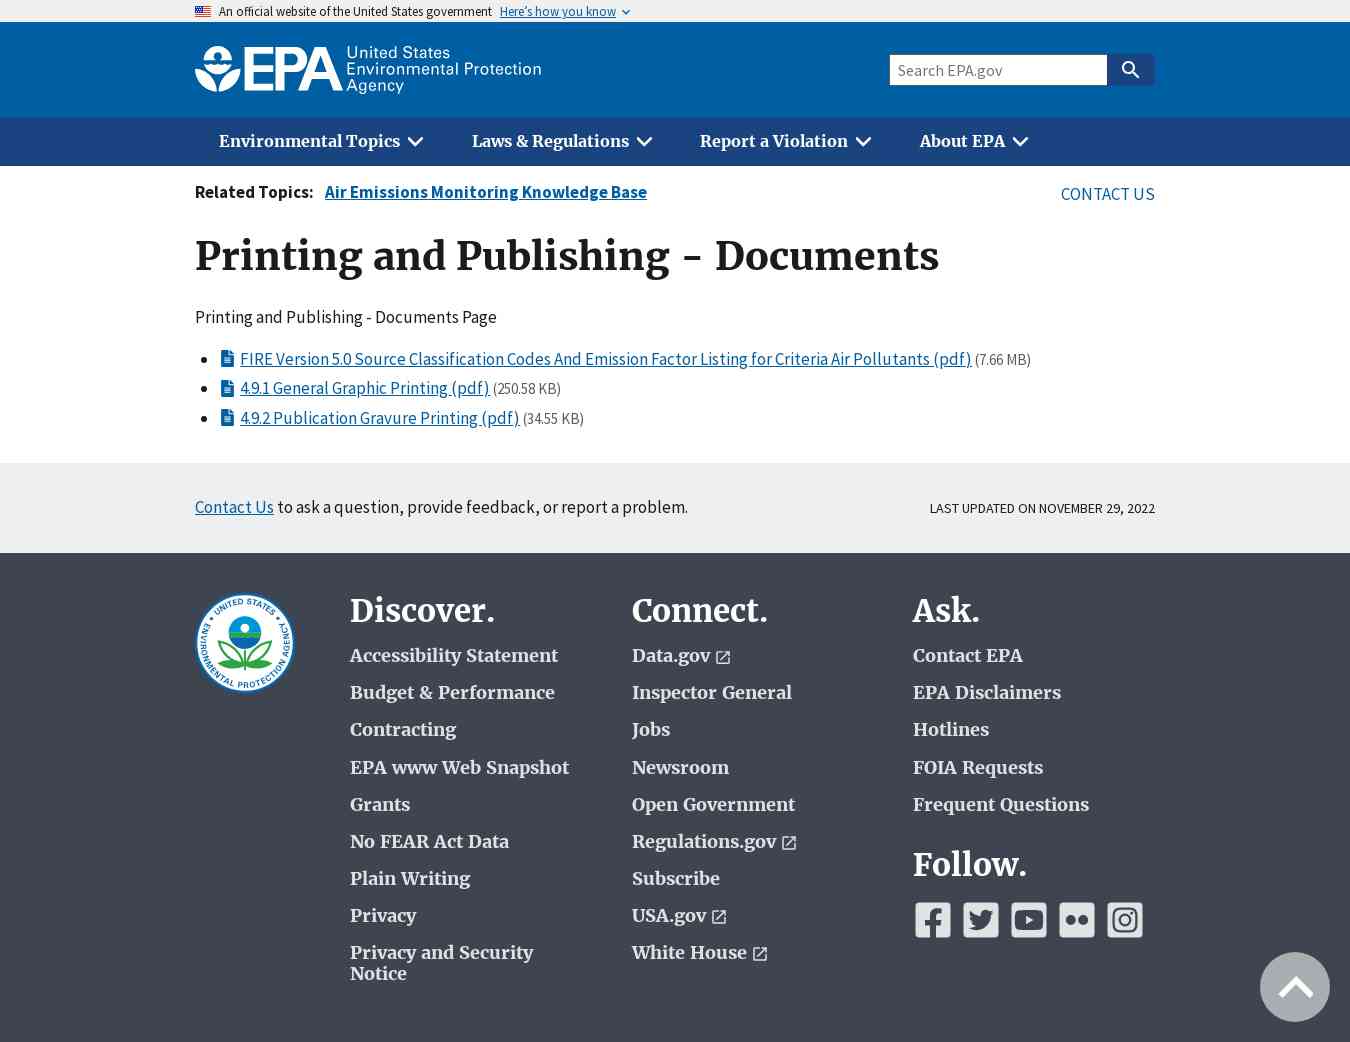 An official website of the United States government Here's how you know
EPA United States
Environmental Protection
Agency
Search EPA.gov
Environmental Topics Laws & Regulations Report a Violation About EPA
Related Topics: Air Emissions Monitoring Knowledge Base CONTACT US
Printing and Publishing - Documents
Printing and Publishing - Documents Page
FIRE Version 5.0 Source Classification Codes And Emission Factor Listing for Criteria Air Pollutants (pdf) (7.66 MB)
4.9.1 General Graphic Printing (pdf) (250.58 KB)
4.9.2 Publication Gravure Printing (pdf) (34.55 KB)
Contact Us to ask a question, provide feedback, or report a problem. LAST UPDATED ON NOVEMBER 29, 2022
UNITED STATES
ENVIRONMENTAL PROTECTION AGENCY
Discover.
Accessibility Statement
Budget & Performance
Contracting
EPA www Web Snapshot
Grants
No FEAR Act Data
Plain Writing
Privacy
Privacy and Security
Notice
Connect.
Data.gov
Inspector General
Jobs
Newsroom
Open Government
Regulations.gov
Subscribe
USA.gov
White House
Ask.
Contact EPA
EPA Disclaimers
Hotlines
FOIA Requests
Frequent Questions
Follow.